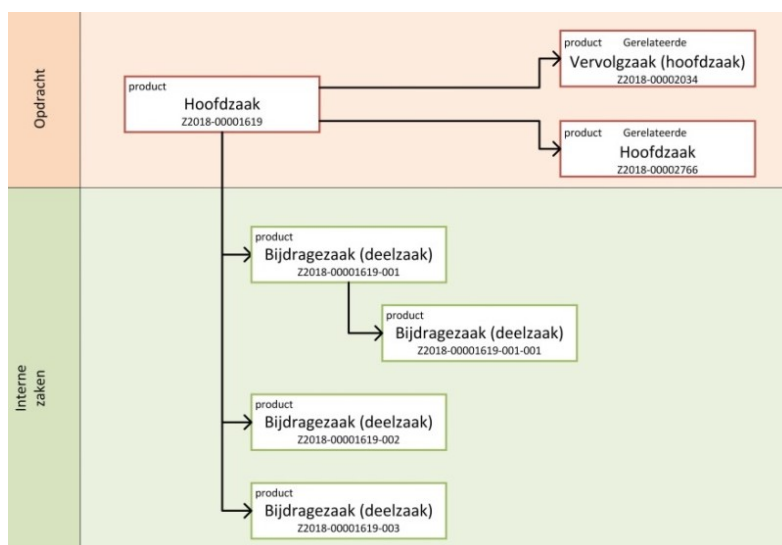 Opdracht
product
Hoofdzaak
Z2018-00001619
product Gerelateerde
Vervolgzaak (hoofdzaak)
Z2018-00002034
product Gerelateerde
Hoofdzaak
Z2018-00002766
Interne
zaken
product
Bijdragezaak (deelzaak)
Z2018-00001619-001
product
Bijdragezaak (deelzaak)
Z2018-00001619-001-001
product
Bijdragezaak (deelzaak)
Z2018-00001619-002
product
Bijdragezaak (deelzaak)
Z2018-00001619-003